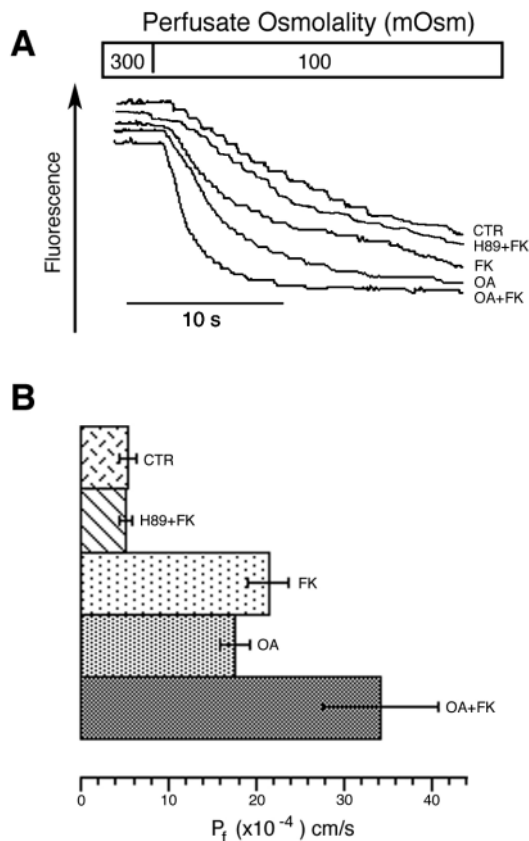 Perfusate Osmolality (mOsm)
A
300
100
Fluorescence
CTR
H89+FK
FK
OA
OA+FK
10 s
B
CTR
H89+FK
FK
OA
OA+FK
0 10 20 30 40
Pf (x10⁻⁴) cm/s